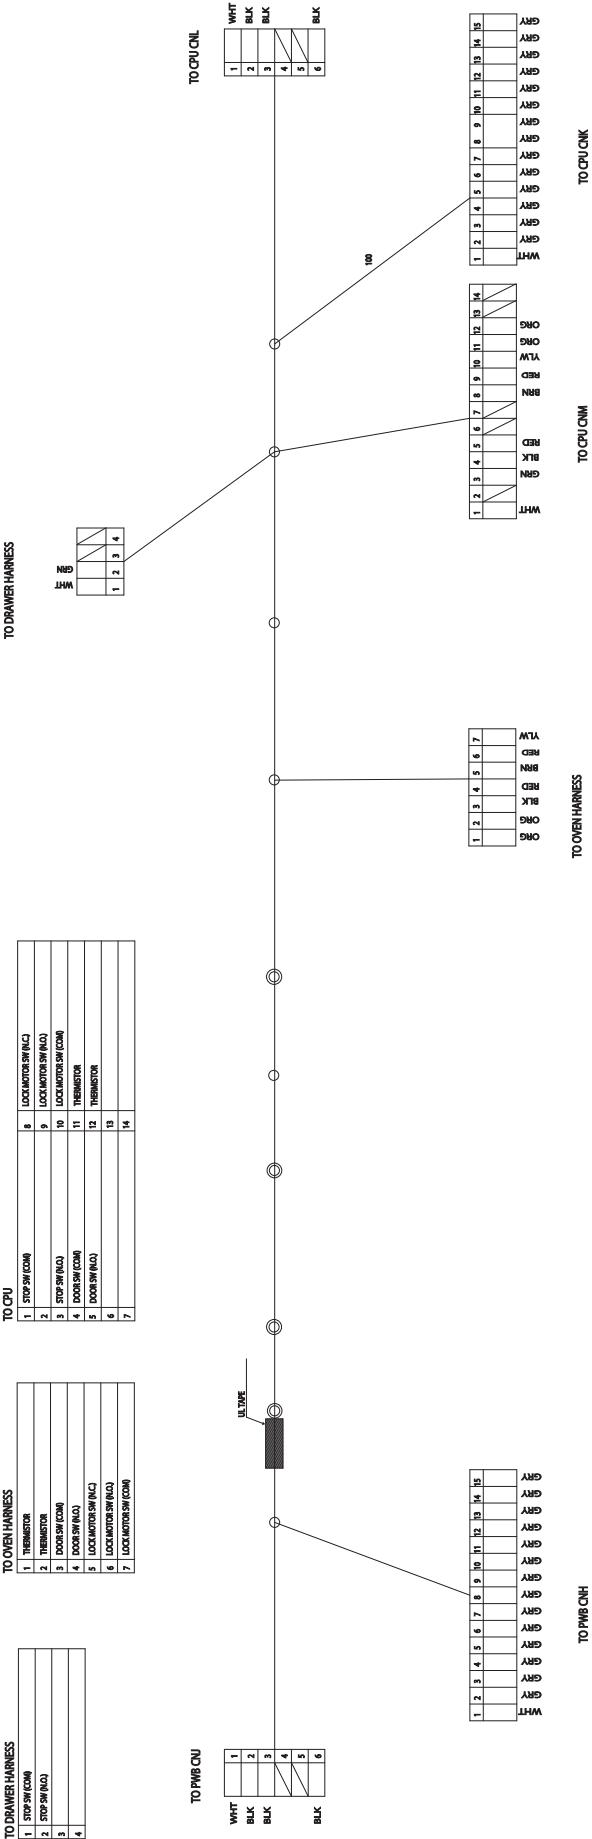 TO DRAWER HARNESS
1 STOP SW (COM)
2 STOP SW (N.O.)
3
4
TO OVEN HARNESS
1 THERMISTOR
2 THERMISTOR
3 DOOR SW (COM)
4 DOOR SW (N.O.)
5 LOCK MOTOR SW (N.C.)
6 LOCK MOTOR SW (N.O.)
7 LOCK MOTOR SW (COM)
TO CPU
1 STOP SW (COM) 8 LOCK MOTOR SW (N.C.)
2 9 LOCK MOTOR SW (N.O.)
3 STOP SW (N.O.) 10 LOCK MOTOR SW (COM)
4 DOOR SW (COM) 11 THERMISTOR
5 DOOR SW (N.O.) 12 THERMISTOR
6 13
7 14
TO DRAWER HARNESS
WHT GRN
1 2 3 4
TO PWB CNJ
WHT 1
BLK 2
BLK 3
4
5
BLK 6
UL TAPE
TO CPU CNL
1 WHT
2 BLK
3 BLK
4
5
6 BLK
100
1 2 3 4 5 6 7 8 9 10 11 12 13 14 15
WHT GRY GRY GRY GRY GRY GRY GRY GRY GRY GRY GRY GRY GRY GRY
TO PWB CNH
1 2 3 4 5 6 7
ORG ORG BLK RED BRN RED YLW
TO OVEN HARNESS
1 2 3 4 5 6 7 8 9 10 11 12 13 14
WHT GRN BLK RED BRN RED YLW ORG ORG
TO CPU CNM
1 2 3 4 5 6 7 8 9 10 11 12 13 14 15
WHT GRY GRY GRY GRY GRY GRY GRY GRY GRY GRY GRY GRY GRY GRY
TO CPU CNK